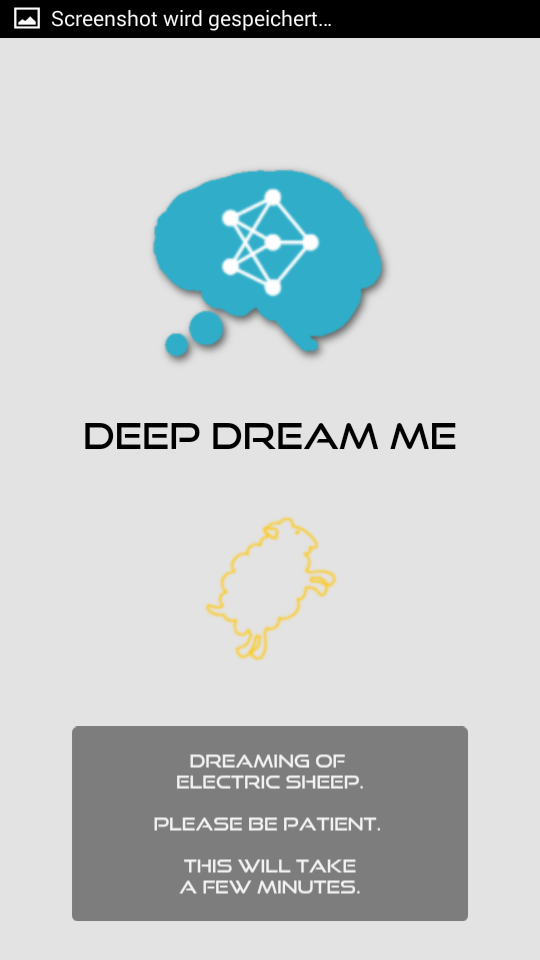 Screenshot wird gespeichert...
DEEP DREAM ME
DREAMING OF
ELECTRIC SHEEP.
PLEASE BE PATIENT.
THIS WILL TAKE
A FEW MINUTES.